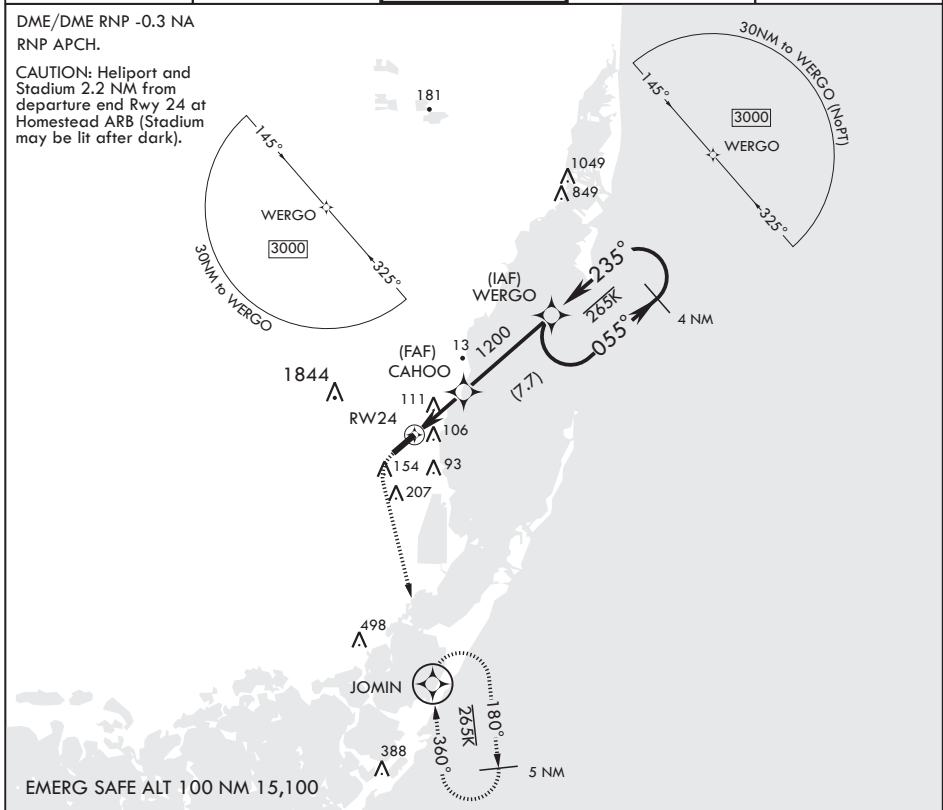 DME/DME RNP -0.3 NA
RNP APCH.
CAUTION: Heliport and
Stadium 2.2 NM from
departure end Rwy 24 at
Homestead ARB (Stadium
may be lit after dark).
181
30NM to WERGO (NoPT)
145°
3000
WERGO
325°
1049
849
145°
WERGO
3000
325°
30NM to WERGO
(IAF)
WERGO
235°
265K
055°
4 NM
1200
(7.7)
13
(FAF)
CAHOO
1844
111
RW24
106
154
93
207
498
JOMIN
180°
265K
360°
388
5 NM
EMERG SAFE ALT 100 NM 15,100